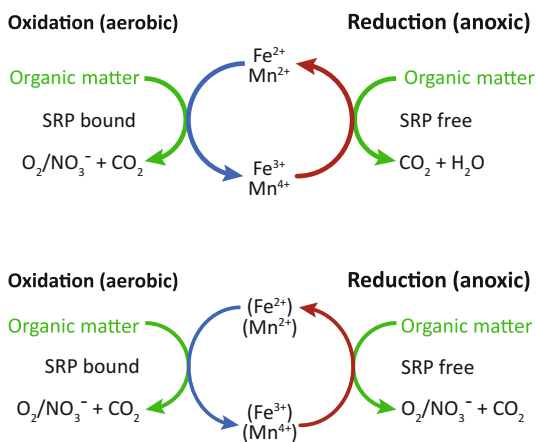 Oxidation (aerobic)
Reduction (anoxic)
Fe²⁺
Mn²⁺
Organic matter
Organic matter
SRP bound
SRP free
O₂/NO₃⁻ + CO₂
Fe³⁺
Mn⁴⁺
CO₂ + H₂O
Oxidation (aerobic)
Reduction (anoxic)
(Fe²⁺)
(Mn²⁺)
Organic matter
Organic matter
SRP bound
SRP free
O₂/NO₃⁻ + CO₂
(Fe³⁺)
(Mn⁴⁺)
O₂/NO₃⁻ + CO₂